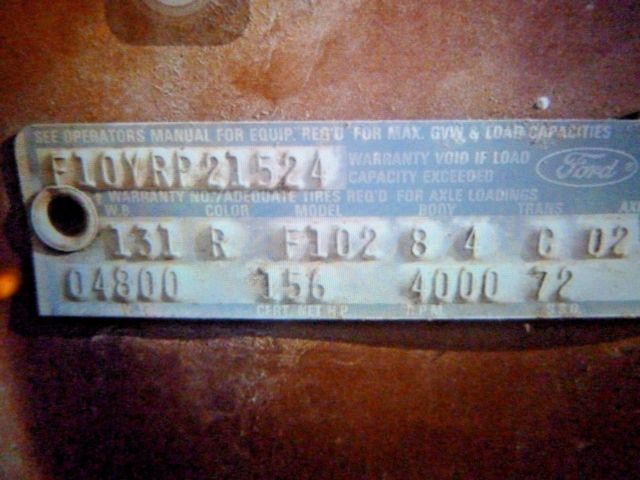 SEE OPERATORS MANUAL FOR EQUIP. REQ'D FOR MAX. GVW & LOAD CAPACITIES
F10YRP21524 WARRANTY VOID IF LOAD CAPACITY EXCEEDED Ford
WARRANTY NO./ADEQUATE TIRES REQ'D FOR AXLE LOADINGS
W.B. COLOR MODEL BODY TRANS.
131 R F102 84 C 02
04800 156 4000 72
CERT. NET H.P. R.P.M. D.S.O.